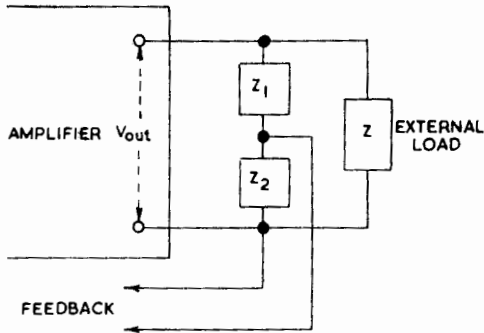 Z1
AMPLIFIER Vout
Z EXTERNAL
LOAD
Z2
FEEDBACK